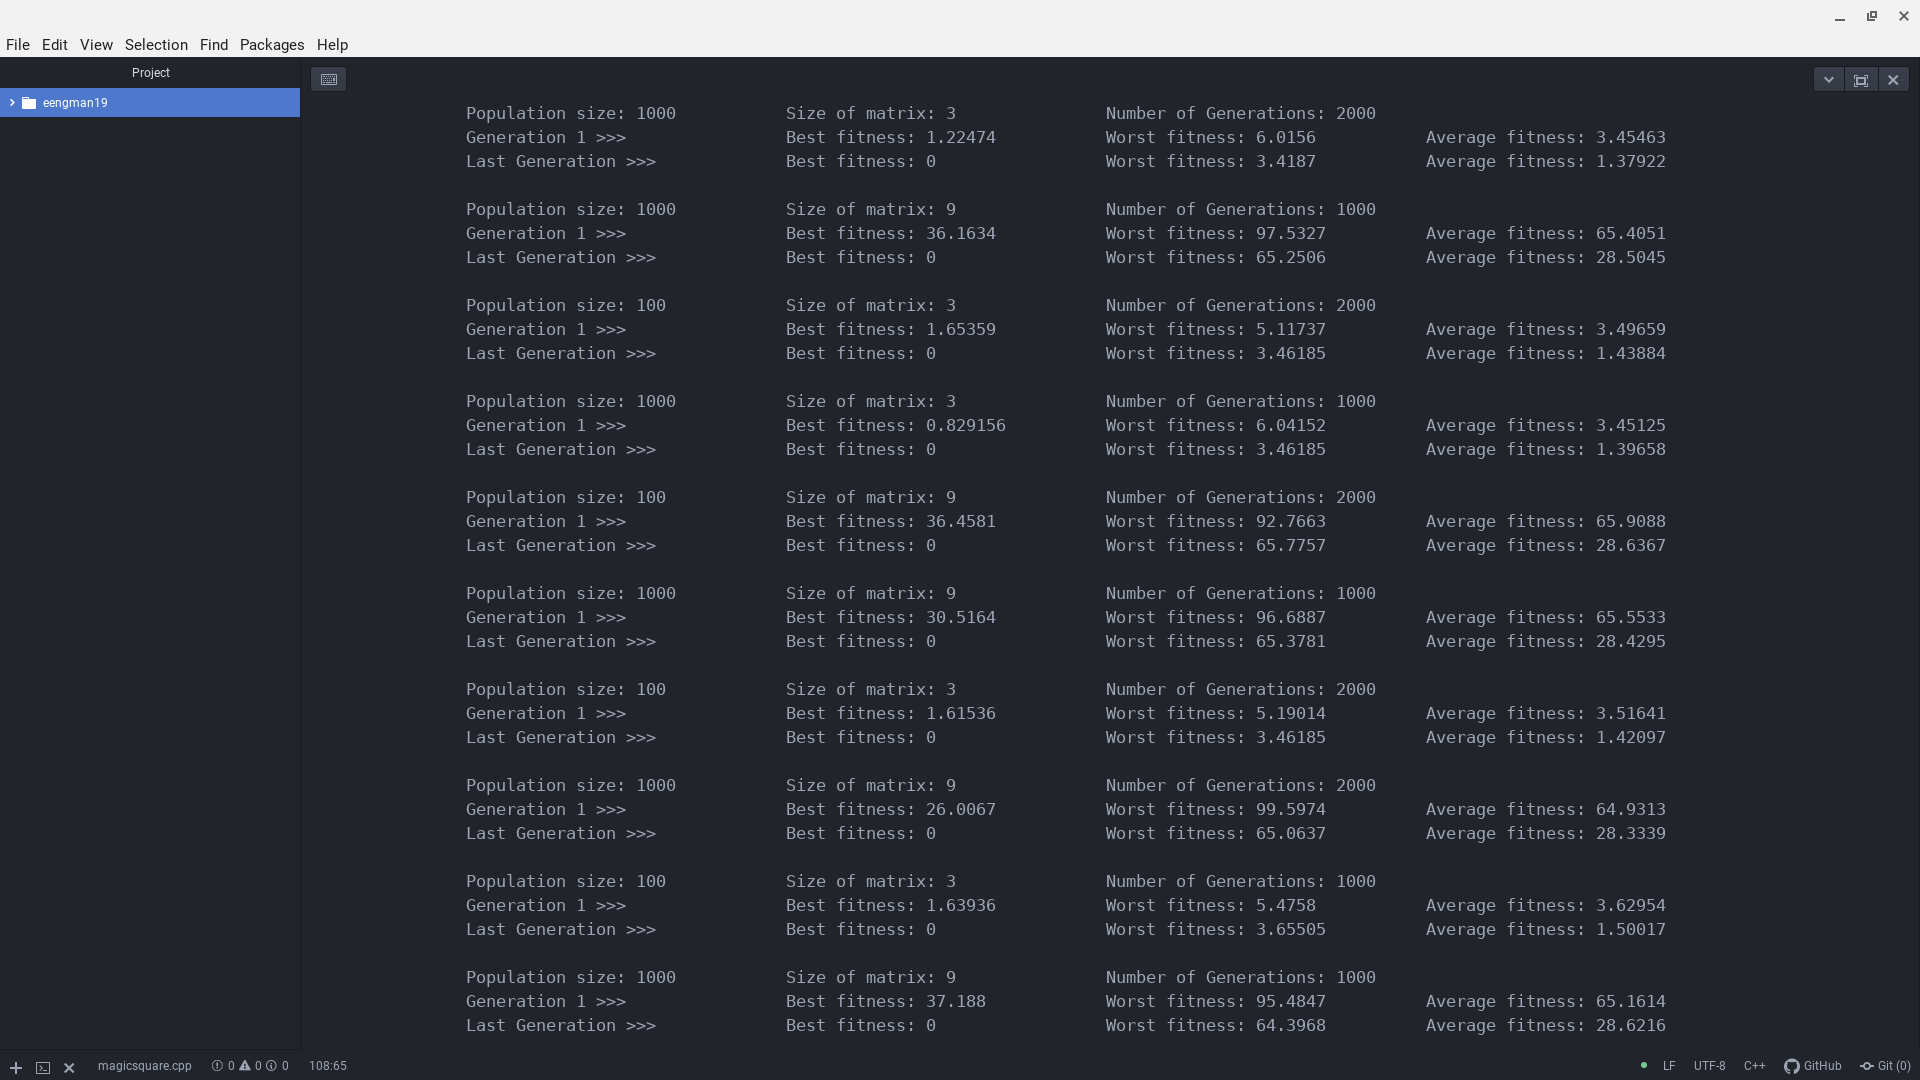 File Edit View Selection Find Packages Help
Project
eengman19
Population size: 1000 Size of matrix: 3 Number of Generations: 2000
Generation 1 >>> Best fitness: 1.22474 Worst fitness: 6.0156 Average fitness: 3.45463
Last Generation >>> Best fitness: 0 Worst fitness: 3.4187 Average fitness: 1.37922
Population size: 1000 Size of matrix: 9 Number of Generations: 1000
Generation 1 >>> Best fitness: 36.1634 Worst fitness: 97.5327 Average fitness: 65.4051
Last Generation >>> Best fitness: 0 Worst fitness: 65.2506 Average fitness: 28.5045
Population size: 100 Size of matrix: 3 Number of Generations: 2000
Generation 1 >>> Best fitness: 1.65359 Worst fitness: 5.11737 Average fitness: 3.49659
Last Generation >>> Best fitness: 0 Worst fitness: 3.46185 Average fitness: 1.43884
Population size: 1000 Size of matrix: 3 Number of Generations: 1000
Generation 1 >>> Best fitness: 0.829156 Worst fitness: 6.04152 Average fitness: 3.45125
Last Generation >>> Best fitness: 0 Worst fitness: 3.46185 Average fitness: 1.39658
Population size: 100 Size of matrix: 9 Number of Generations: 2000
Generation 1 >>> Best fitness: 36.4581 Worst fitness: 92.7663 Average fitness: 65.9088
Last Generation >>> Best fitness: 0 Worst fitness: 65.7757 Average fitness: 28.6367
Population size: 1000 Size of matrix: 9 Number of Generations: 1000
Generation 1 >>> Best fitness: 30.5164 Worst fitness: 96.6887 Average fitness: 65.5533
Last Generation >>> Best fitness: 0 Worst fitness: 65.3781 Average fitness: 28.4295
Population size: 100 Size of matrix: 3 Number of Generations: 2000
Generation 1 >>> Best fitness: 1.61536 Worst fitness: 5.19014 Average fitness: 3.51641
Last Generation >>> Best fitness: 0 Worst fitness: 3.46185 Average fitness: 1.42097
Population size: 1000 Size of matrix: 9 Number of Generations: 2000
Generation 1 >>> Best fitness: 26.0067 Worst fitness: 99.5974 Average fitness: 64.9313
Last Generation >>> Best fitness: 0 Worst fitness: 65.0637 Average fitness: 28.3339
Population size: 100 Size of matrix: 3 Number of Generations: 1000
Generation 1 >>> Best fitness: 1.63936 Worst fitness: 5.4758 Average fitness: 3.62954
Last Generation >>> Best fitness: 0 Worst fitness: 3.65505 Average fitness: 1.50017
Population size: 1000 Size of matrix: 9 Number of Generations: 1000
Generation 1 >>> Best fitness: 37.188 Worst fitness: 95.4847 Average fitness: 65.1614
Last Generation >>> Best fitness: 0 Worst fitness: 64.3968 Average fitness: 28.6216
magicsquare.cpp 0 0 0 108:65 LF UTF-8 C++ GitHub Git (0)